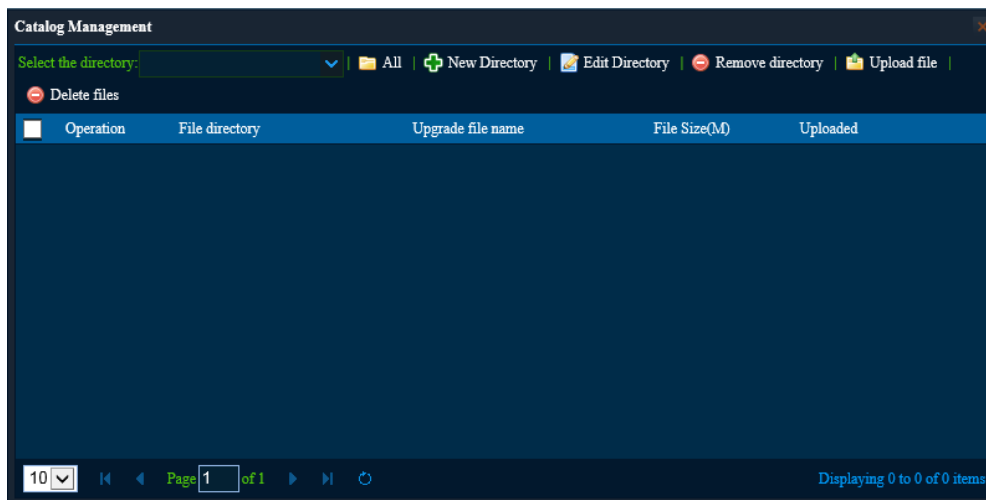 Catalog Management
Select the directory: | All | New Directory | Edit Directory | Remove directory | Upload file |
Delete files
Operation File directory Upgrade file name File Size(M) Uploaded
10 Page 1 of 1 Displaying 0 to 0 of 0 items